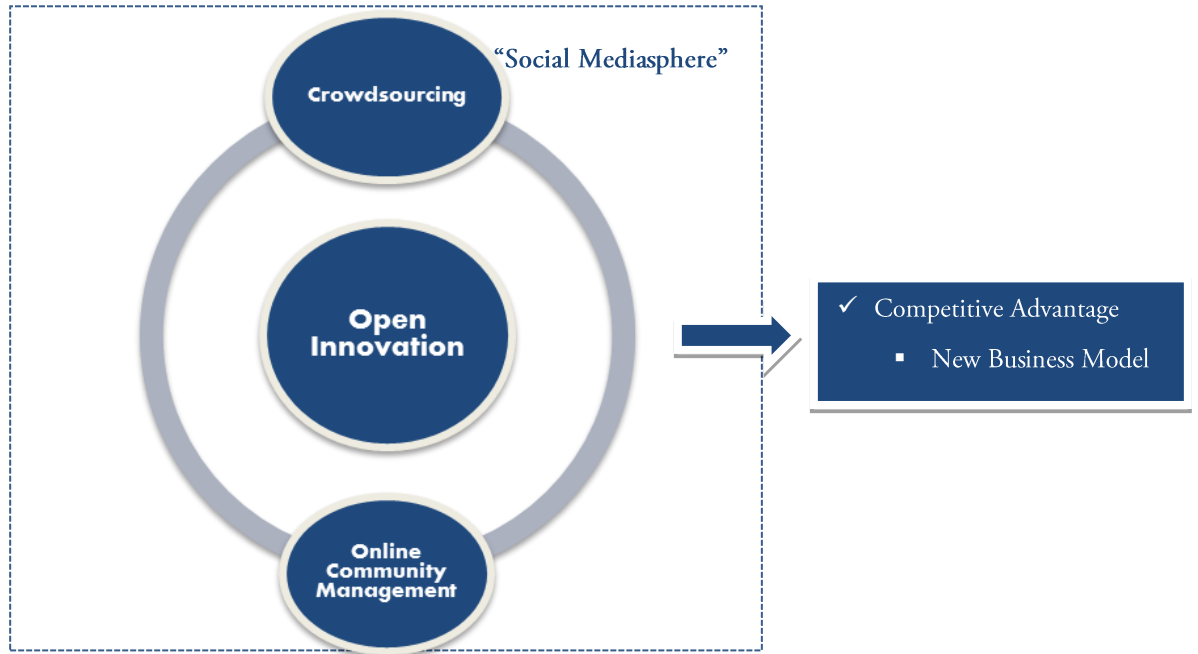 Crowdsourcing
“Social Mediasphere”
Open
Innovation
✓ Competitive Advantage
▪ New Business Model
Online
Community
Management